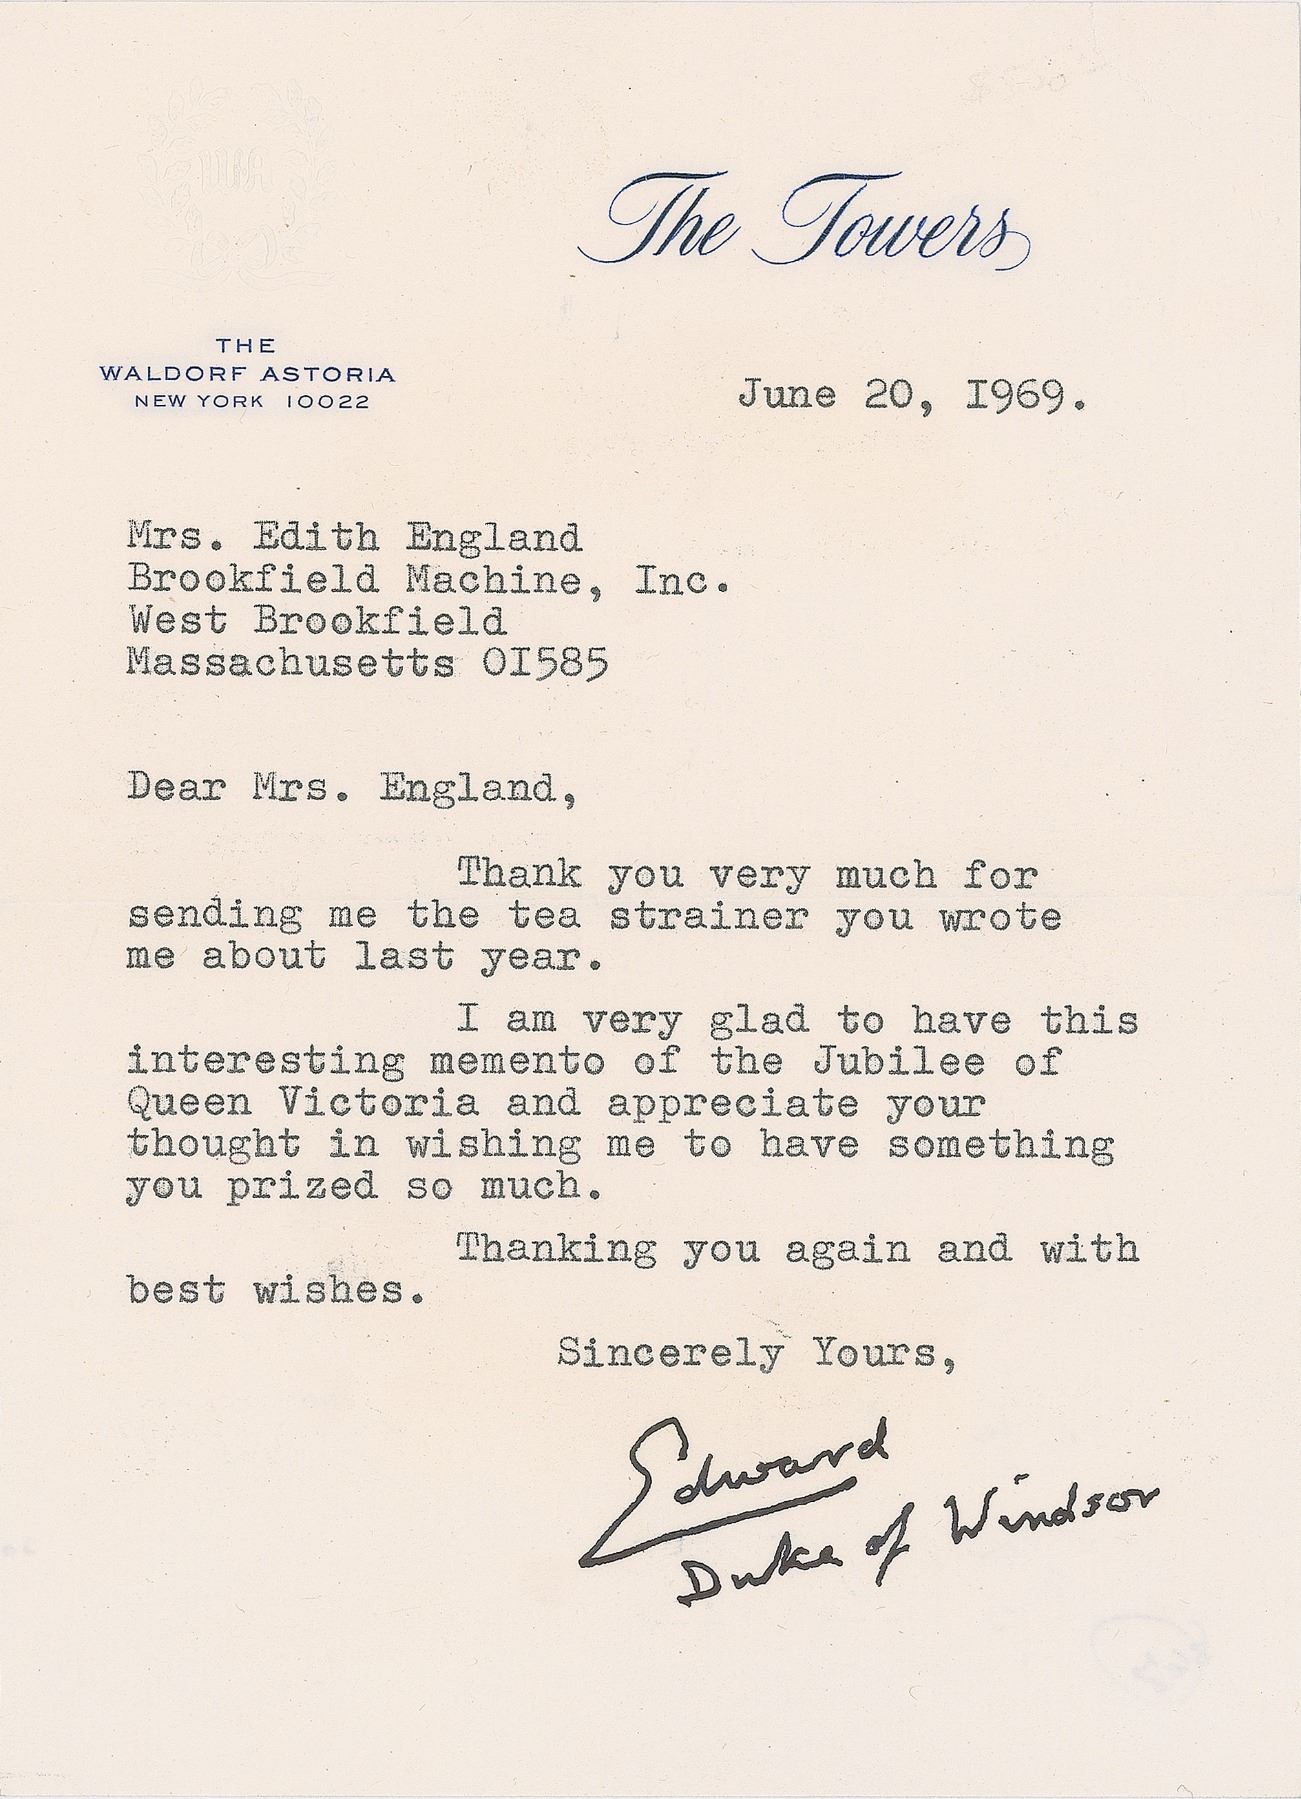 The Towers
THE
WALDORF ASTORIA
NEW YORK 10022
June 20, I969.
Mrs. Edith England
Brookfield Machine, Inc.
West Brookfield
Massachusetts OI585
Dear Mrs. England,
Thank you very much for
sending me the tea strainer you wrote
me about last year.
I am very glad to have this
interesting memento of the Jubilee of
Queen Victoria and appreciate your
thought in wishing me to have something
you prized so much.
Thanking you again and with
best wishes.
Sincerely Yours,
Edward
Duke of Windsor